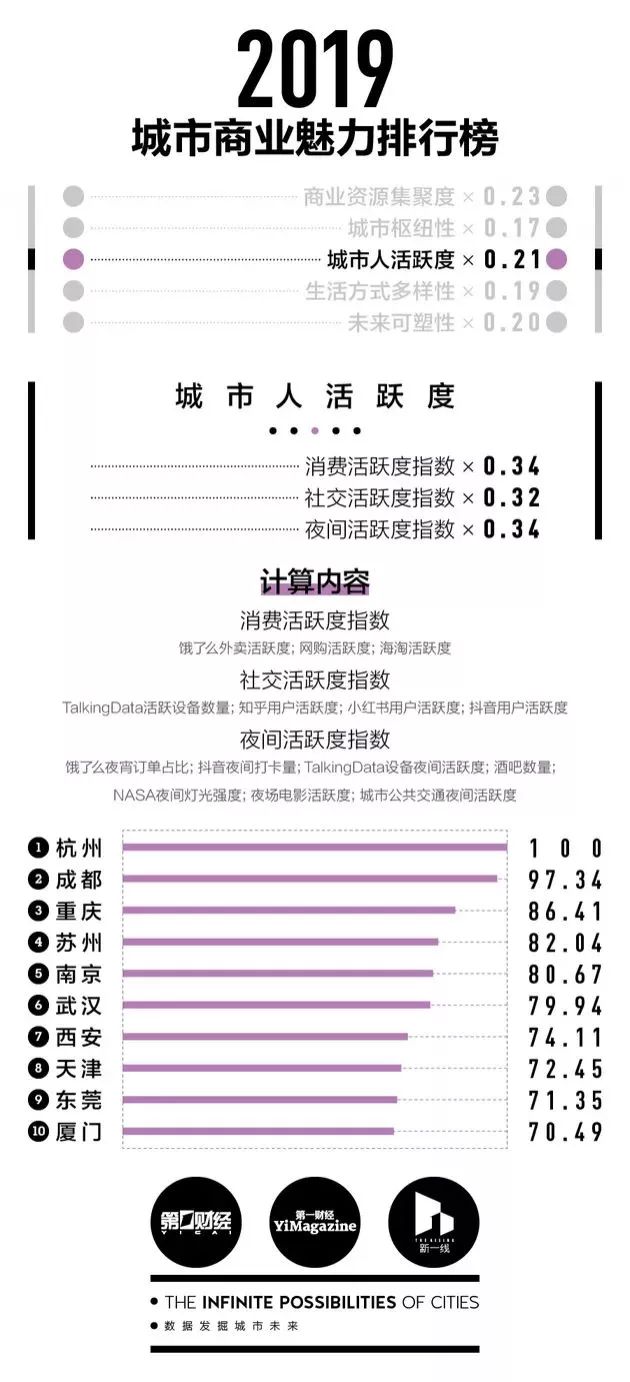 2019
城市商业魅力排行榜
商业资源集聚度 × 0.23
城市枢纽性 × 0.17
城市人活跃度 × 0.21
生活方式多样性 × 0.19
未来可塑性 × 0.20
城市人活跃度
消费活跃度指数 × 0.34
社交活跃度指数 × 0.32
夜间活跃度指数 × 0.34
计算内容
消费活跃度指数
饿了么外卖活跃度；网购活跃度；海淘活跃度
社交活跃度指数
TalkingData活跃设备数量；知乎用户活跃度；小红书用户活跃度；抖音用户活跃度
夜间活跃度指数
饿了么夜宵订单占比；抖音夜间打卡量；TalkingData设备夜间活跃度；酒吧数量；
NASA夜间灯光强度；夜场电影活跃度；城市公共交通夜间活跃度
1 杭州 100
2 成都 97.34
3 重庆 86.41
4 苏州 82.04
5 南京 80.67
6 武汉 79.94
7 西安 74.11
8 天津 72.45
9 东莞 71.35
10 厦门 70.49
第一财经
YICAI
第一财经
YiMagazine
THE RISING
新一线
THE INFINITE POSSIBILITIES OF CITIES
数据发掘城市未来